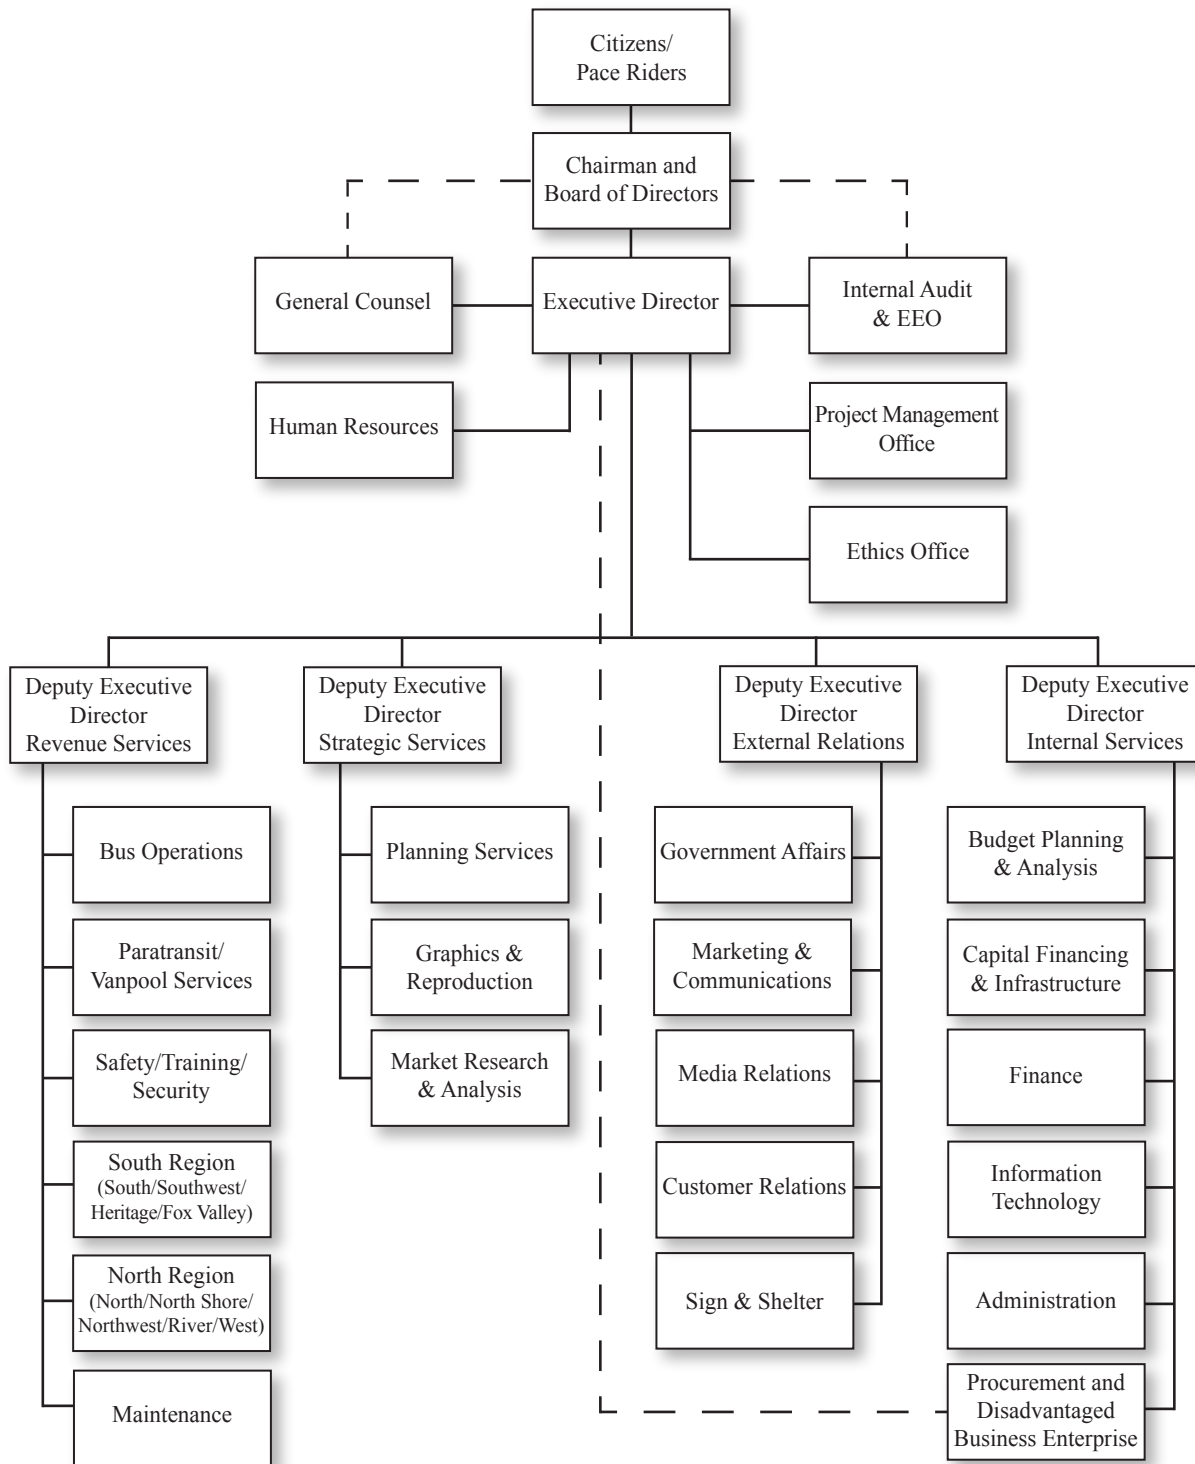 Citizens/
Pace Riders
Chairman and
Board of Directors
General Counsel
Executive Director
Internal Audit
& EEO
Human Resources
Project Management
Office
Ethics Office
Deputy Executive
Director
Revenue Services
Deputy Executive
Director
Strategic Services
Deputy Executive
Director
External Relations
Deputy Executive
Director
Internal Services
Bus Operations
Paratransit/
Vanpool Services
Safety/Training/
Security
South Region
(South/Southwest/
Heritage/Fox Valley)
North Region
(North/North Shore/
Northwest/River/West)
Maintenance
Planning Services
Graphics &
Reproduction
Market Research
& Analysis
Government Affairs
Marketing &
Communications
Media Relations
Customer Relations
Sign & Shelter
Budget Planning
& Analysis
Capital Financing
& Infrastructure
Finance
Information
Technology
Administration
Procurement and
Disadvantaged
Business Enterprise